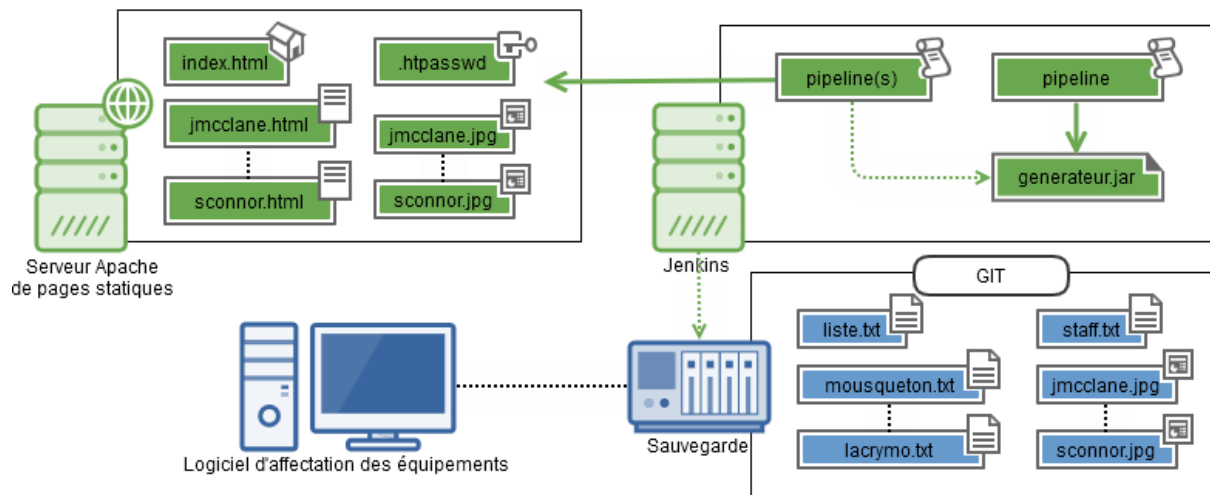 index.html
.htpasswd
jmcclane.html
jmcclane.jpg
sconnor.html
sconnor.jpg
Serveur Apache
de pages statiques
pipeline(s)
pipeline
generateur.jar
Jenkins
GIT
liste.txt
staff.txt
mousqueton.txt
jmcclane.jpg
lacrymo.txt
sconnor.jpg
Sauvegarde
Logiciel d'affectation des équipements